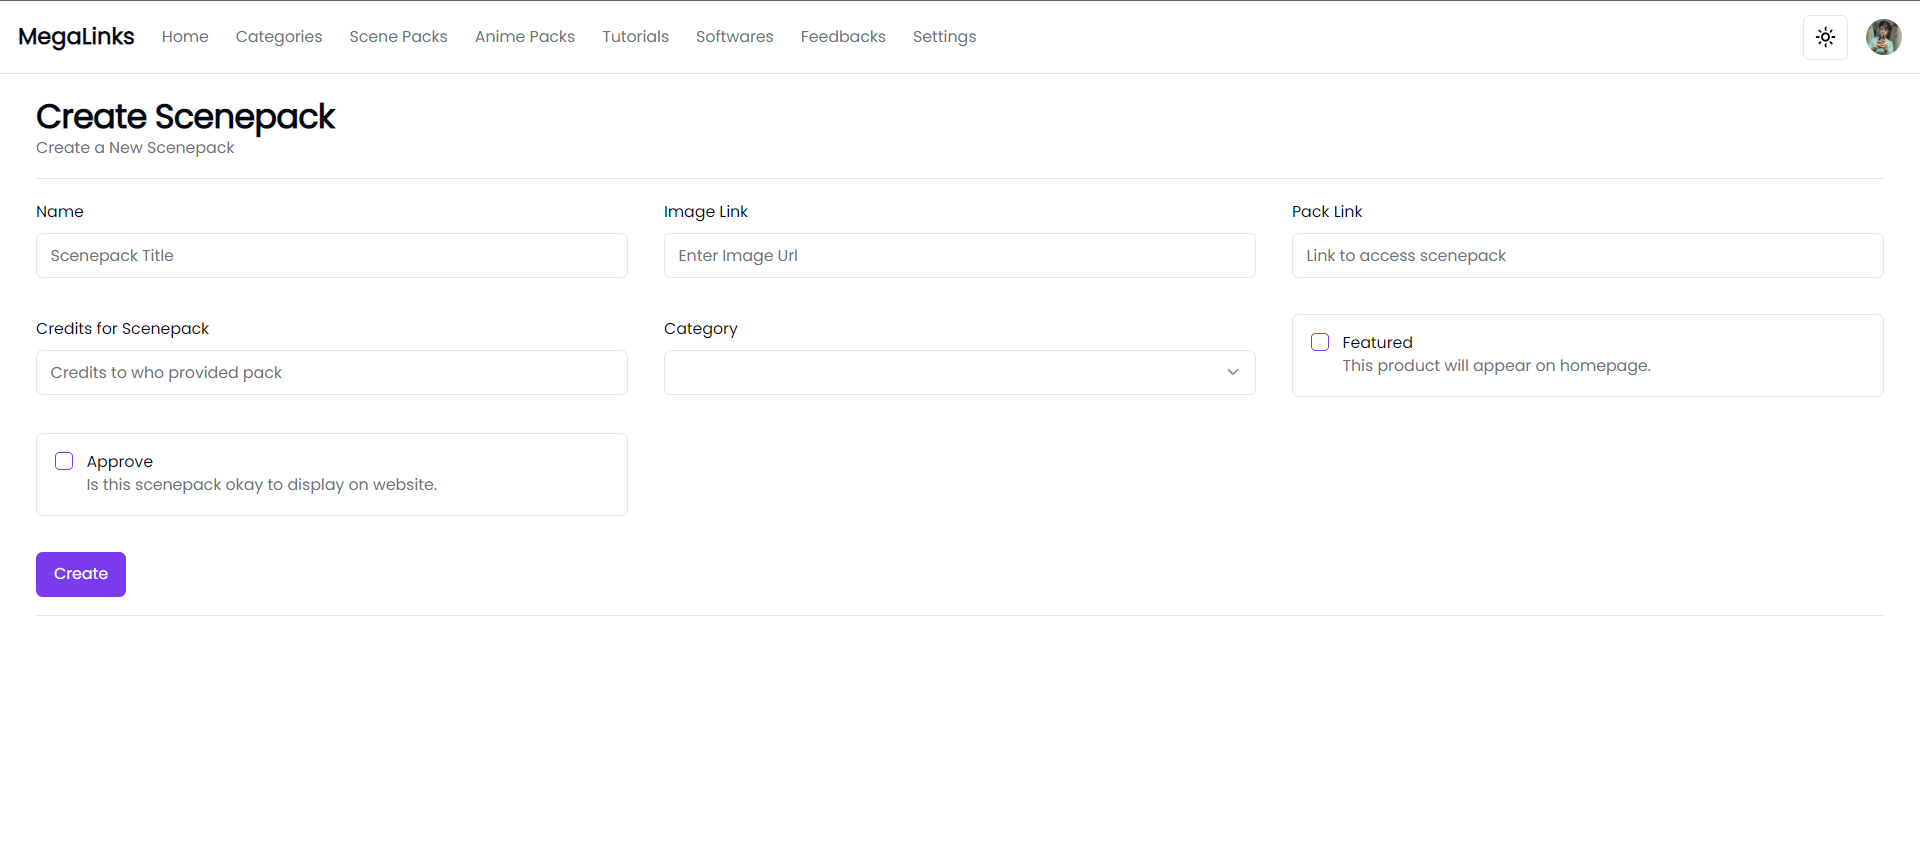 MegaLinks Home Categories Scene Packs Anime Packs Tutorials Softwares Feedbacks Settings
Create Scenepack
Create a New Scenepack
Name Image Link Pack Link
Scenepack Title Enter Image Url Link to access scenepack
Credits for Scenepack Category
Featured
This product will appear on homepage.
Credits to who provided pack
Approve
Is this scenepack okay to display on website.
Create